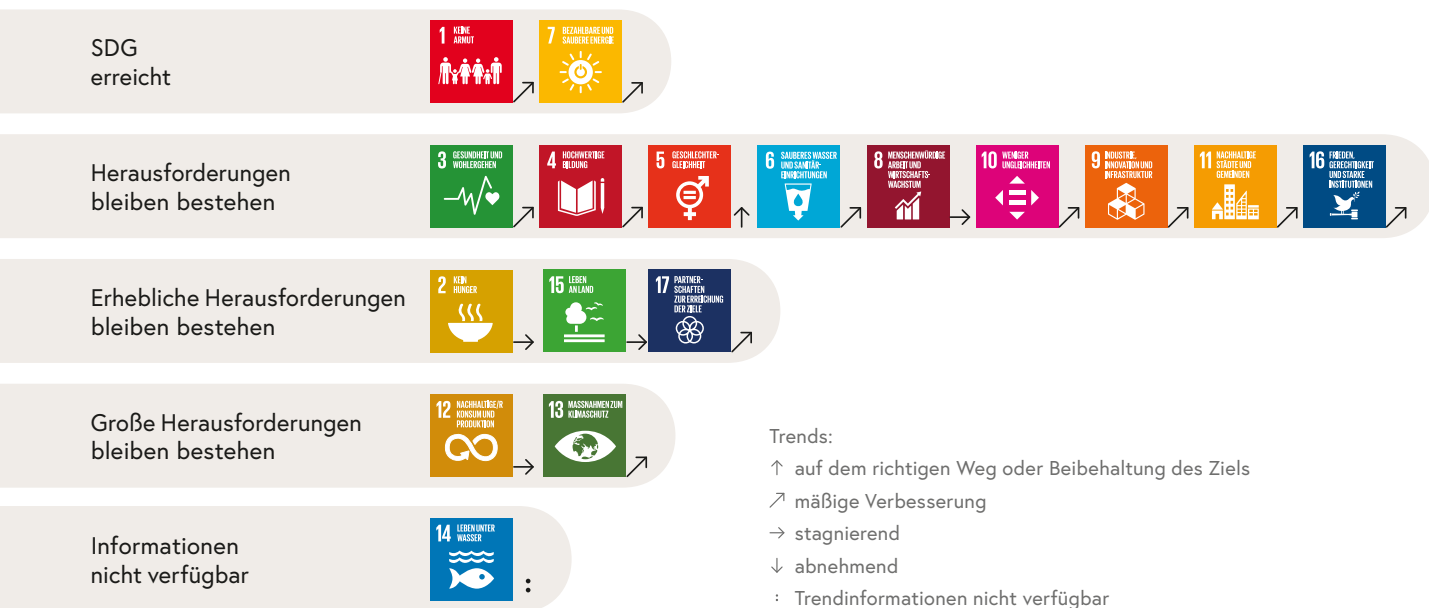 SDG
erreicht
1 KEINE
ARMUT
↗
7 BEZAHLBARE UND
SAUBERE ENERGIE
↗
Herausforderungen
bleiben bestehen
3 GESUNDHEIT UND
WOHLERGEHEN
↗
4 HOCHWERTIGE
BILDUNG
↗
5 GESCHLECHTER-
GLEICHHEIT
↑
6 SAUBERES WASSER
UND SANITÄR-
EINRICHTUNGEN
↗
8 MENSCHENWÜRDIGE
ARBEIT UND
WIRTSCHAFTS-
WACHSTUM
→
10 WENIGER
UNGLEICHHEITEN
↗
9 INDUSTRIE,
INNOVATION UND
INFRASTRUKTUR
↗
11 NACHHALTIGE
STÄDTE UND
GEMEINDEN
↗
16 FRIEDEN,
GERECHTIGKEIT
UND STARKE
INSTITUTIONEN
↗
Erhebliche Herausforderungen
bleiben bestehen
2 KEIN
HUNGER
→
15 LEBEN
AN LAND
→
17 PARTNER-
SCHAFTEN
ZUR ERREICHUNG
DER ZIELE
↗
Große Herausforderungen
bleiben bestehen
12 NACHHALTIGE/R
KONSUM UND
PRODUKTION
→
13 MASSNAHMEN ZUM
KLIMASCHUTZ
↗
Informationen
nicht verfügbar
14 LEBEN UNTER
WASSER
:
Trends:
↑ auf dem richtigen Weg oder Beibehaltung des Ziels
↗ mäßige Verbesserung
→ stagnierend
↓ abnehmend
: Trendinformationen nicht verfügbar